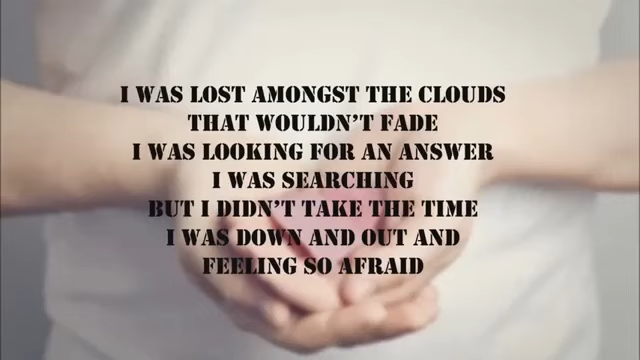 I WAS LOST AMONGST THE CLOUDS
THAT WOULDN'T FADE
I WAS LOOKING FOR AN ANSWER
I WAS SEARCHING
BUT I DIDN'T TAKE THE TIME
I WAS DOWN AND OUT AND
FEELING SO AFRAID